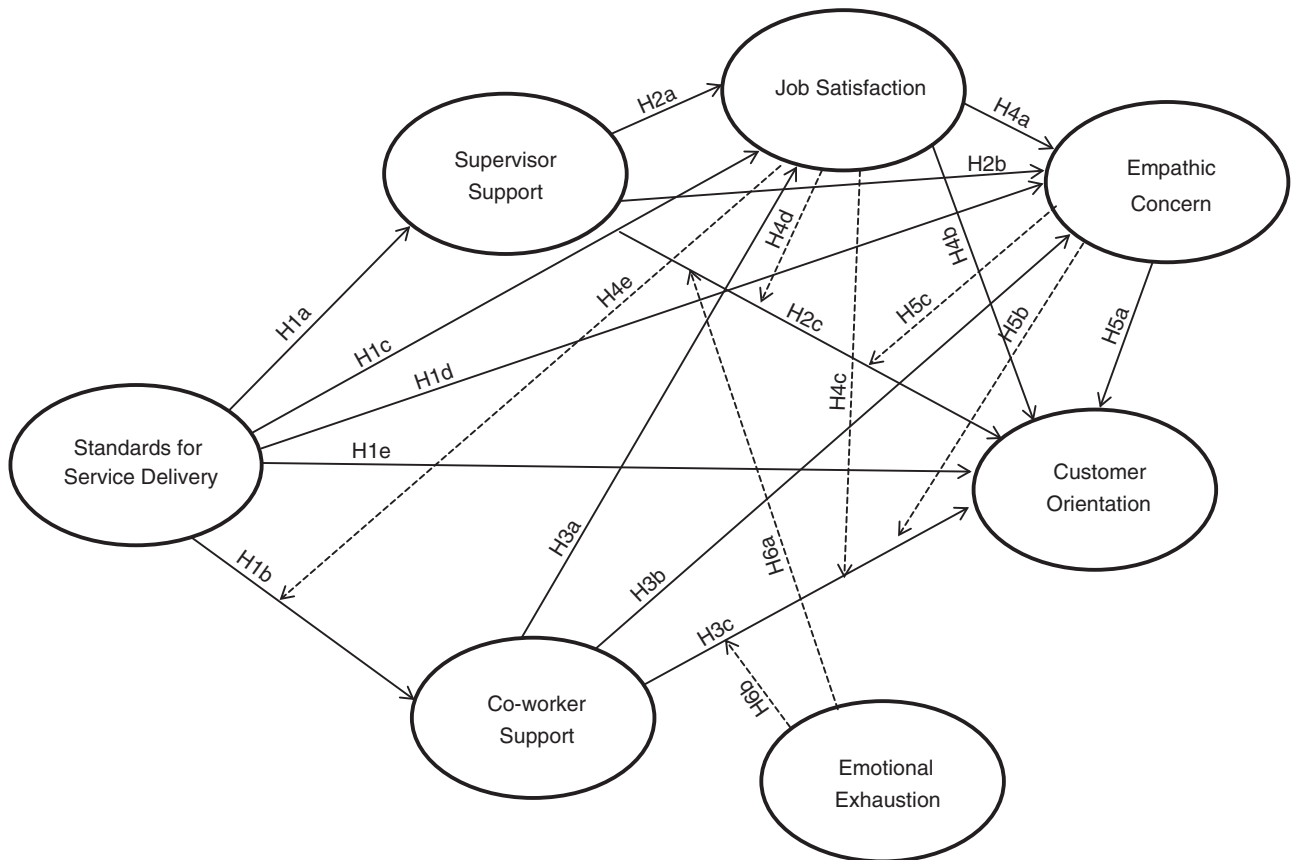 Job Satisfaction
H2a
H4a
Supervisor
Support
H2b
Empathic
Concern
H4d
H4b
H4e
H5c
H2c
H5b
H5a
H1a
H1c
H1d
H4c
Standards for
Service Delivery
H1e
Customer
Orientation
H3a
H6a
H1b
H3b
H3c
H6b
Co-worker
Support
Emotional
Exhaustion